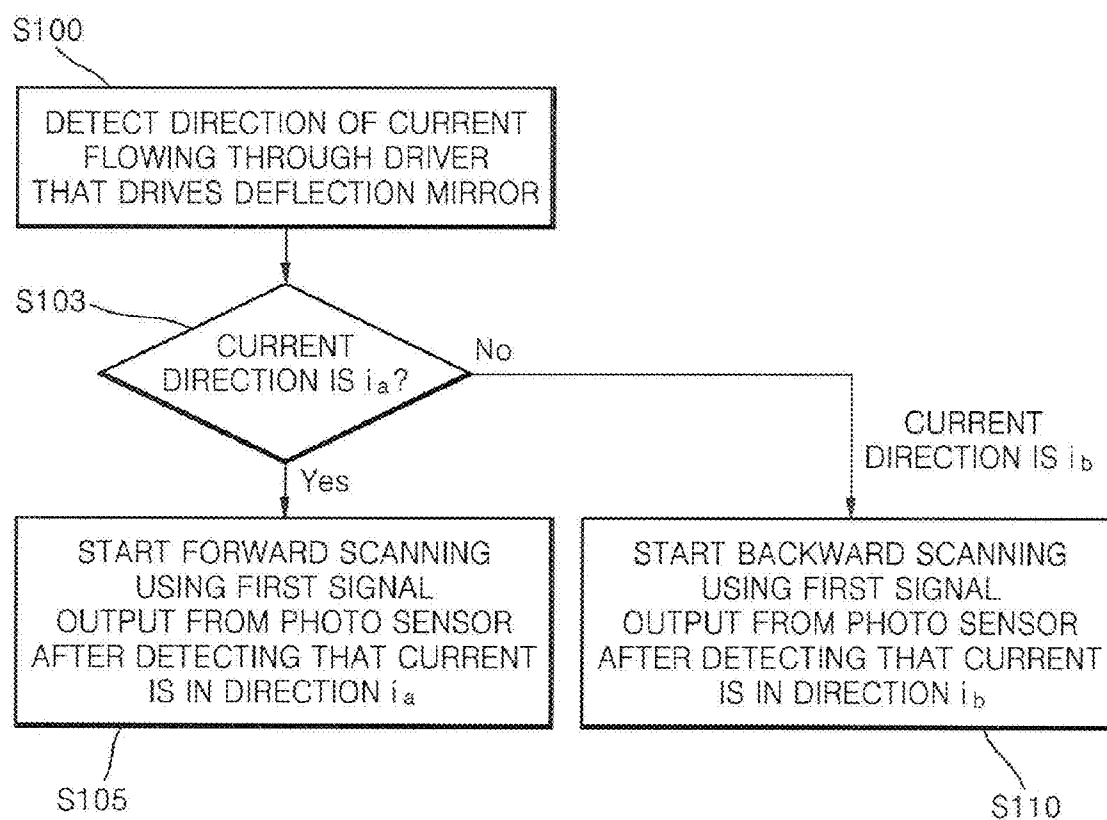 S100
DETECT DIRECTION OF CURRENT
FLOWING THROUGH DRIVER
THAT DRIVES DEFLECTION MIRROR
S103
CURRENT
DIRECTION IS ia?
No
Yes
CURRENT
DIRECTION IS ib
START FORWARD SCANNING
USING FIRST SIGNAL
OUTPUT FROM PHOTO SENSOR
AFTER DETECTING THAT CURRENT
IS IN DIRECTION ia
START BACKWARD SCANNING
USING FIRST SIGNAL
OUTPUT FROM PHOTO SENSOR
AFTER DETECTING THAT CURRENT
IS IN DIRECTION ib
S105
S110